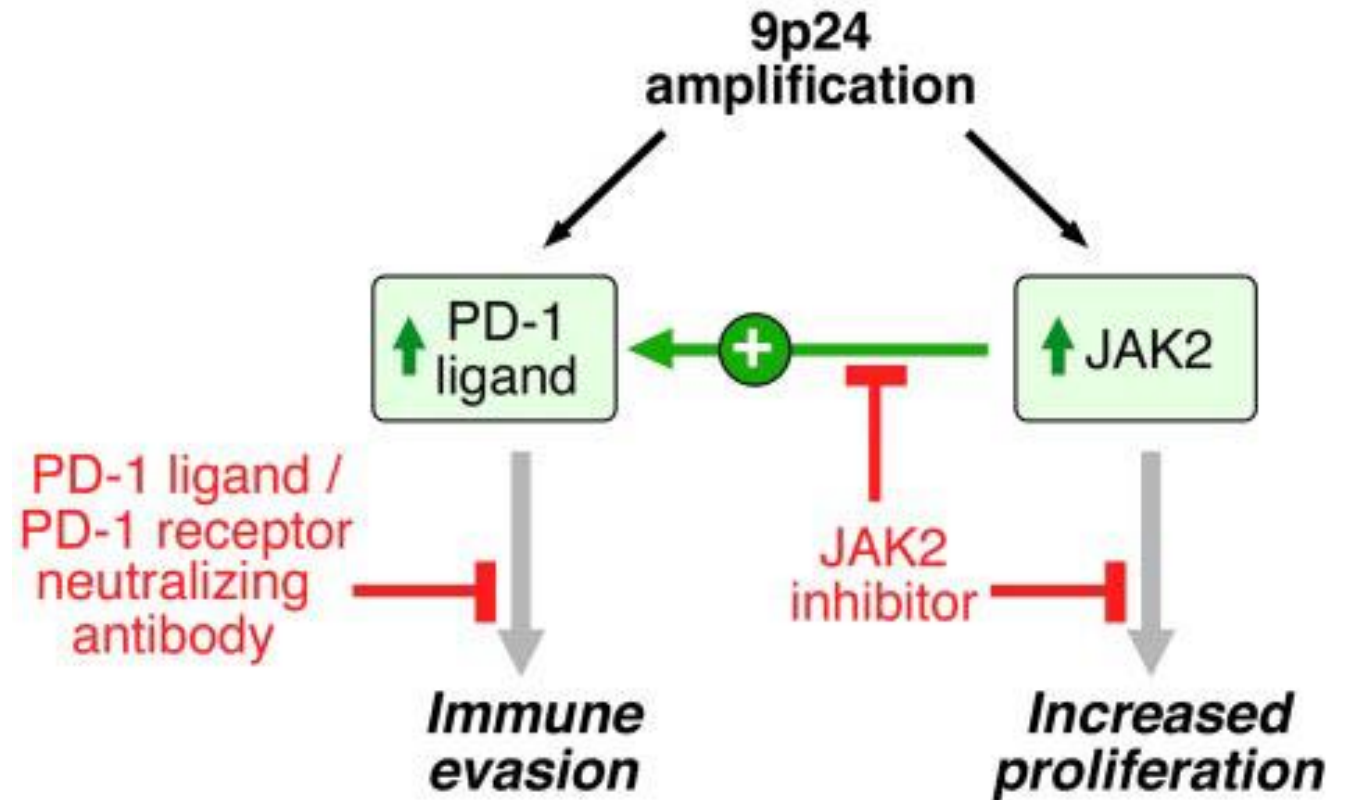 9p24
amplification
PD-1
ligand
+
JAK2
PD-1 ligand /
PD-1 receptor
neutralizing
antibody
JAK2
inhibitor
Immune
evasion
Increased
proliferation